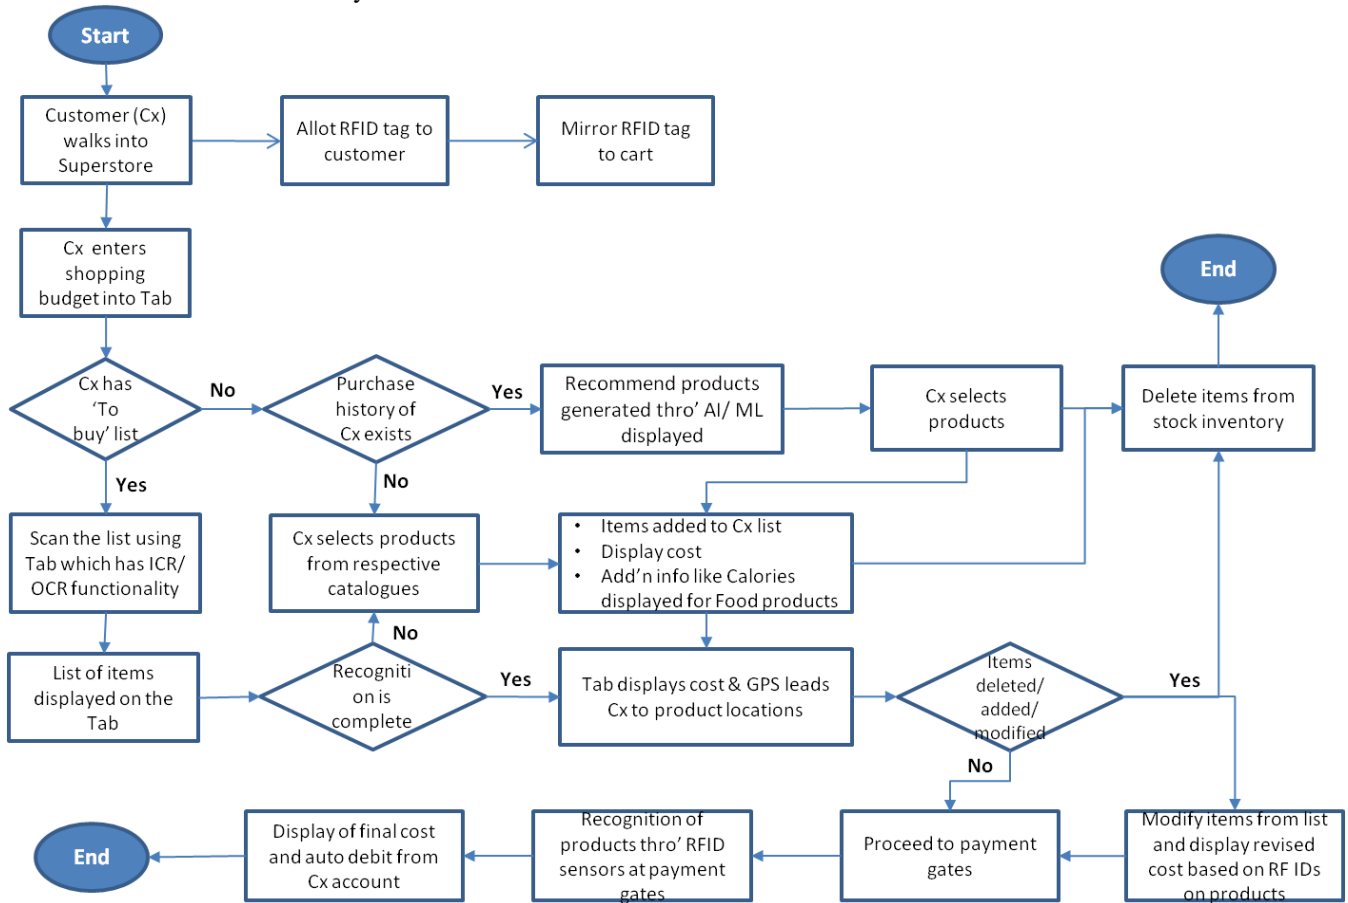 Start
Customer (Cx)
walks into
Superstore
Allot RFID tag to
customer
Mirror RFID tag
to cart
Cx enters
shopping
budget into Tab
End
Cx has
‘To
buy’ list
No
Purchase
history of
Cx exists
Yes
Recommend products
generated thro’ AI/ ML
displayed
Cx selects
products
Delete items from
stock inventory
Yes
No
Scan the list using
Tab which has ICR/
OCR functionality
Cx selects products
from respective
catalogues
• Items added to Cx list
• Display cost
• Add’n info like Calories
displayed for Food products
No
List of items
displayed on the
Tab
Recogniti
on is
complete
Yes
Tab displays cost & GPS leads
Cx to product locations
Items
deleted/
added/
modified
Yes
No
End
Display of final cost
and auto debit from
Cx account
Recognition of
products thro’ RFID
sensors at payment
gates
Proceed to payment
gates
Modify items from list
and display revised
cost based on RF IDs
on products